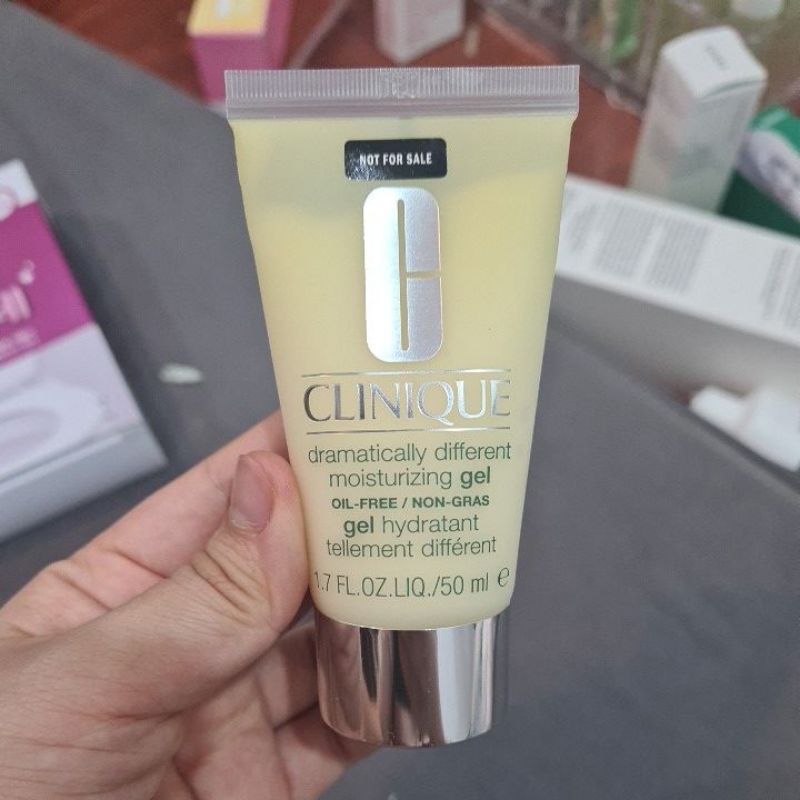 NOT FOR SALE
CLINIQUE
dramatically different
moisturizing gel
OIL-FREE / NON-GRAS
gel hydratant
tellement différent
1.7 FL.OZ.LIQ./50 ml e